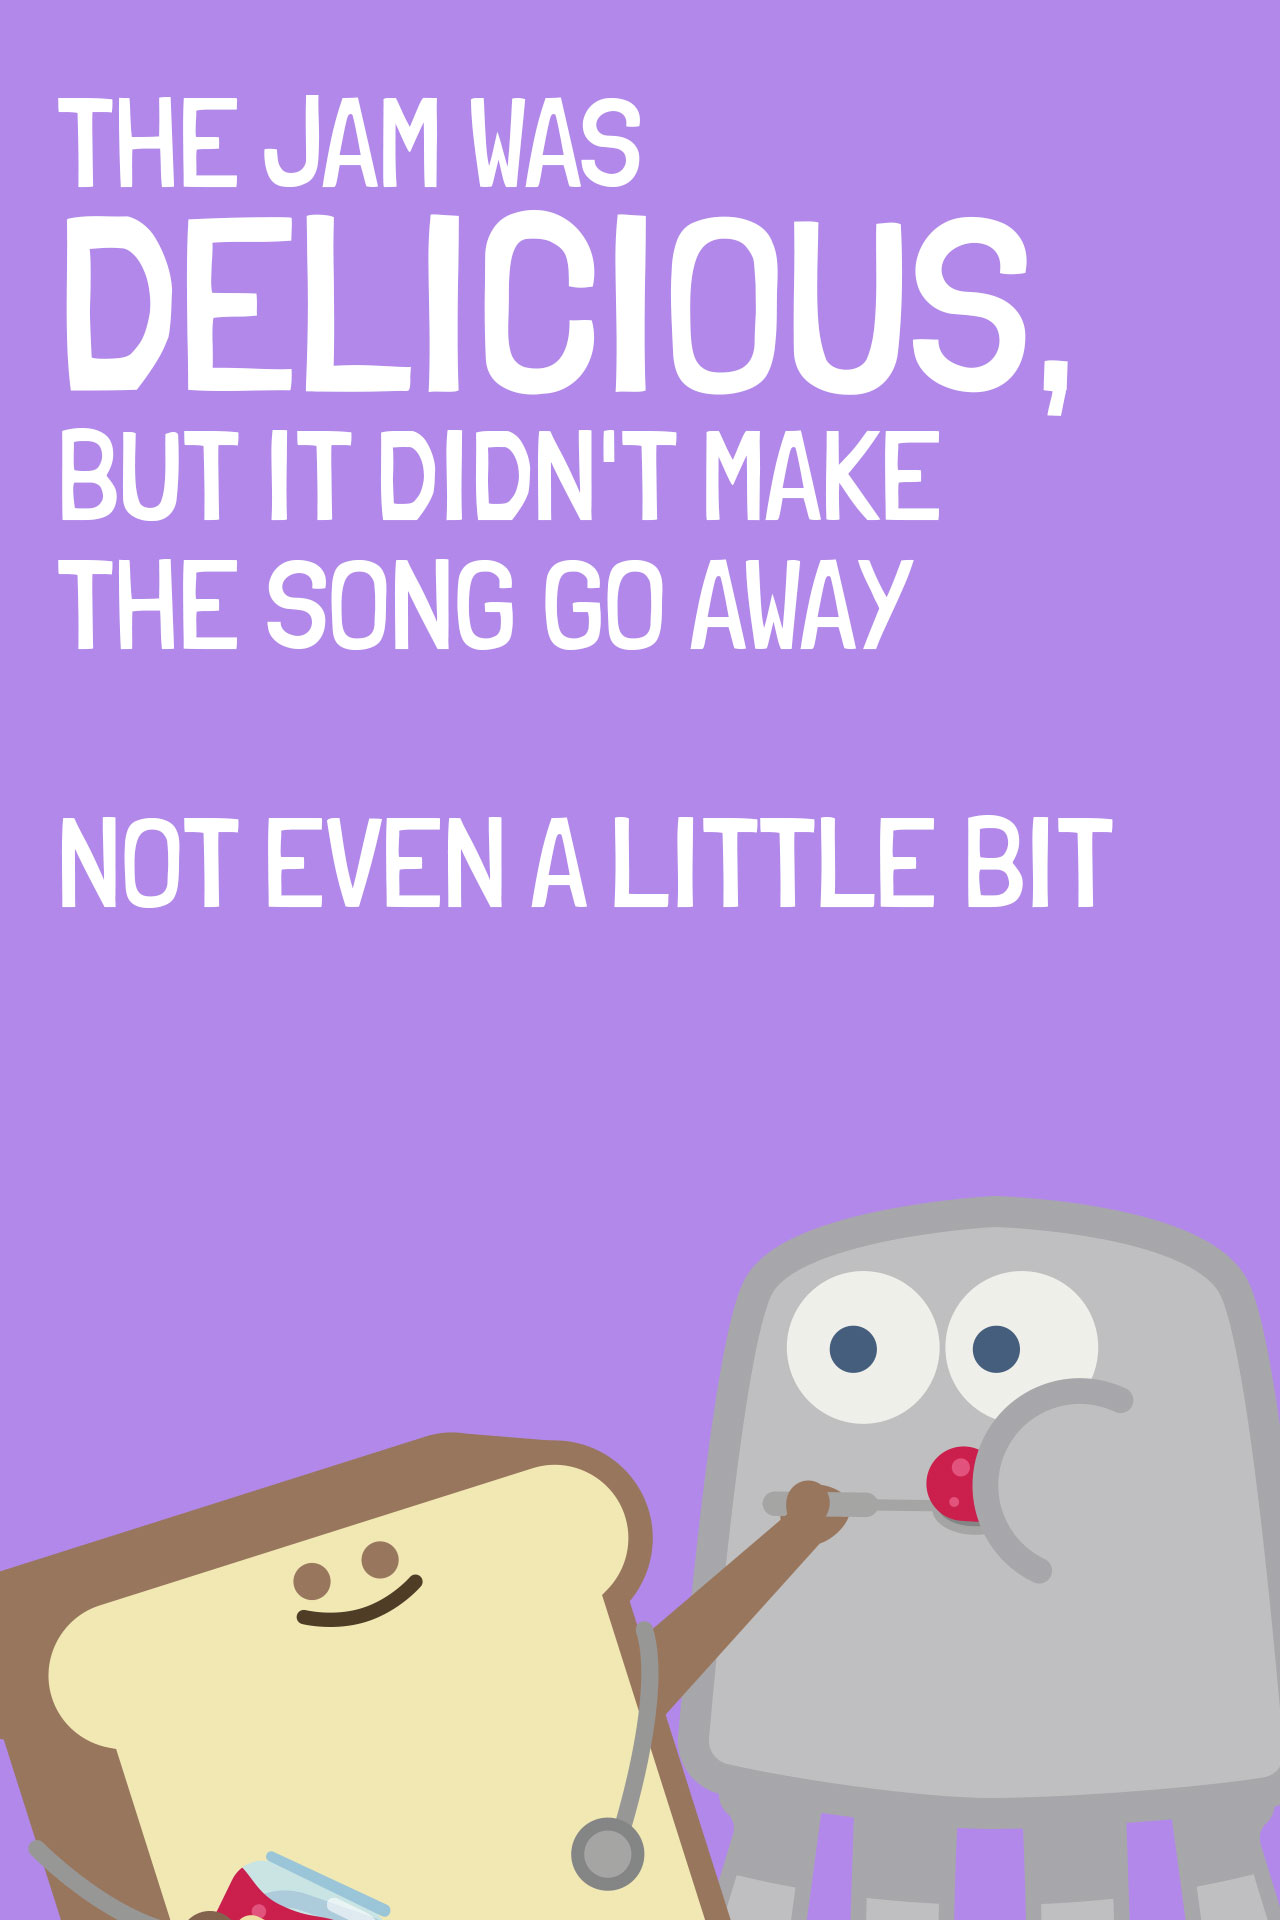 THE JAM WAS
DELICIOUS,
BUT IT DIDN'T MAKE
THE SONG GO AWAY
NOT EVEN A LITTLE BIT